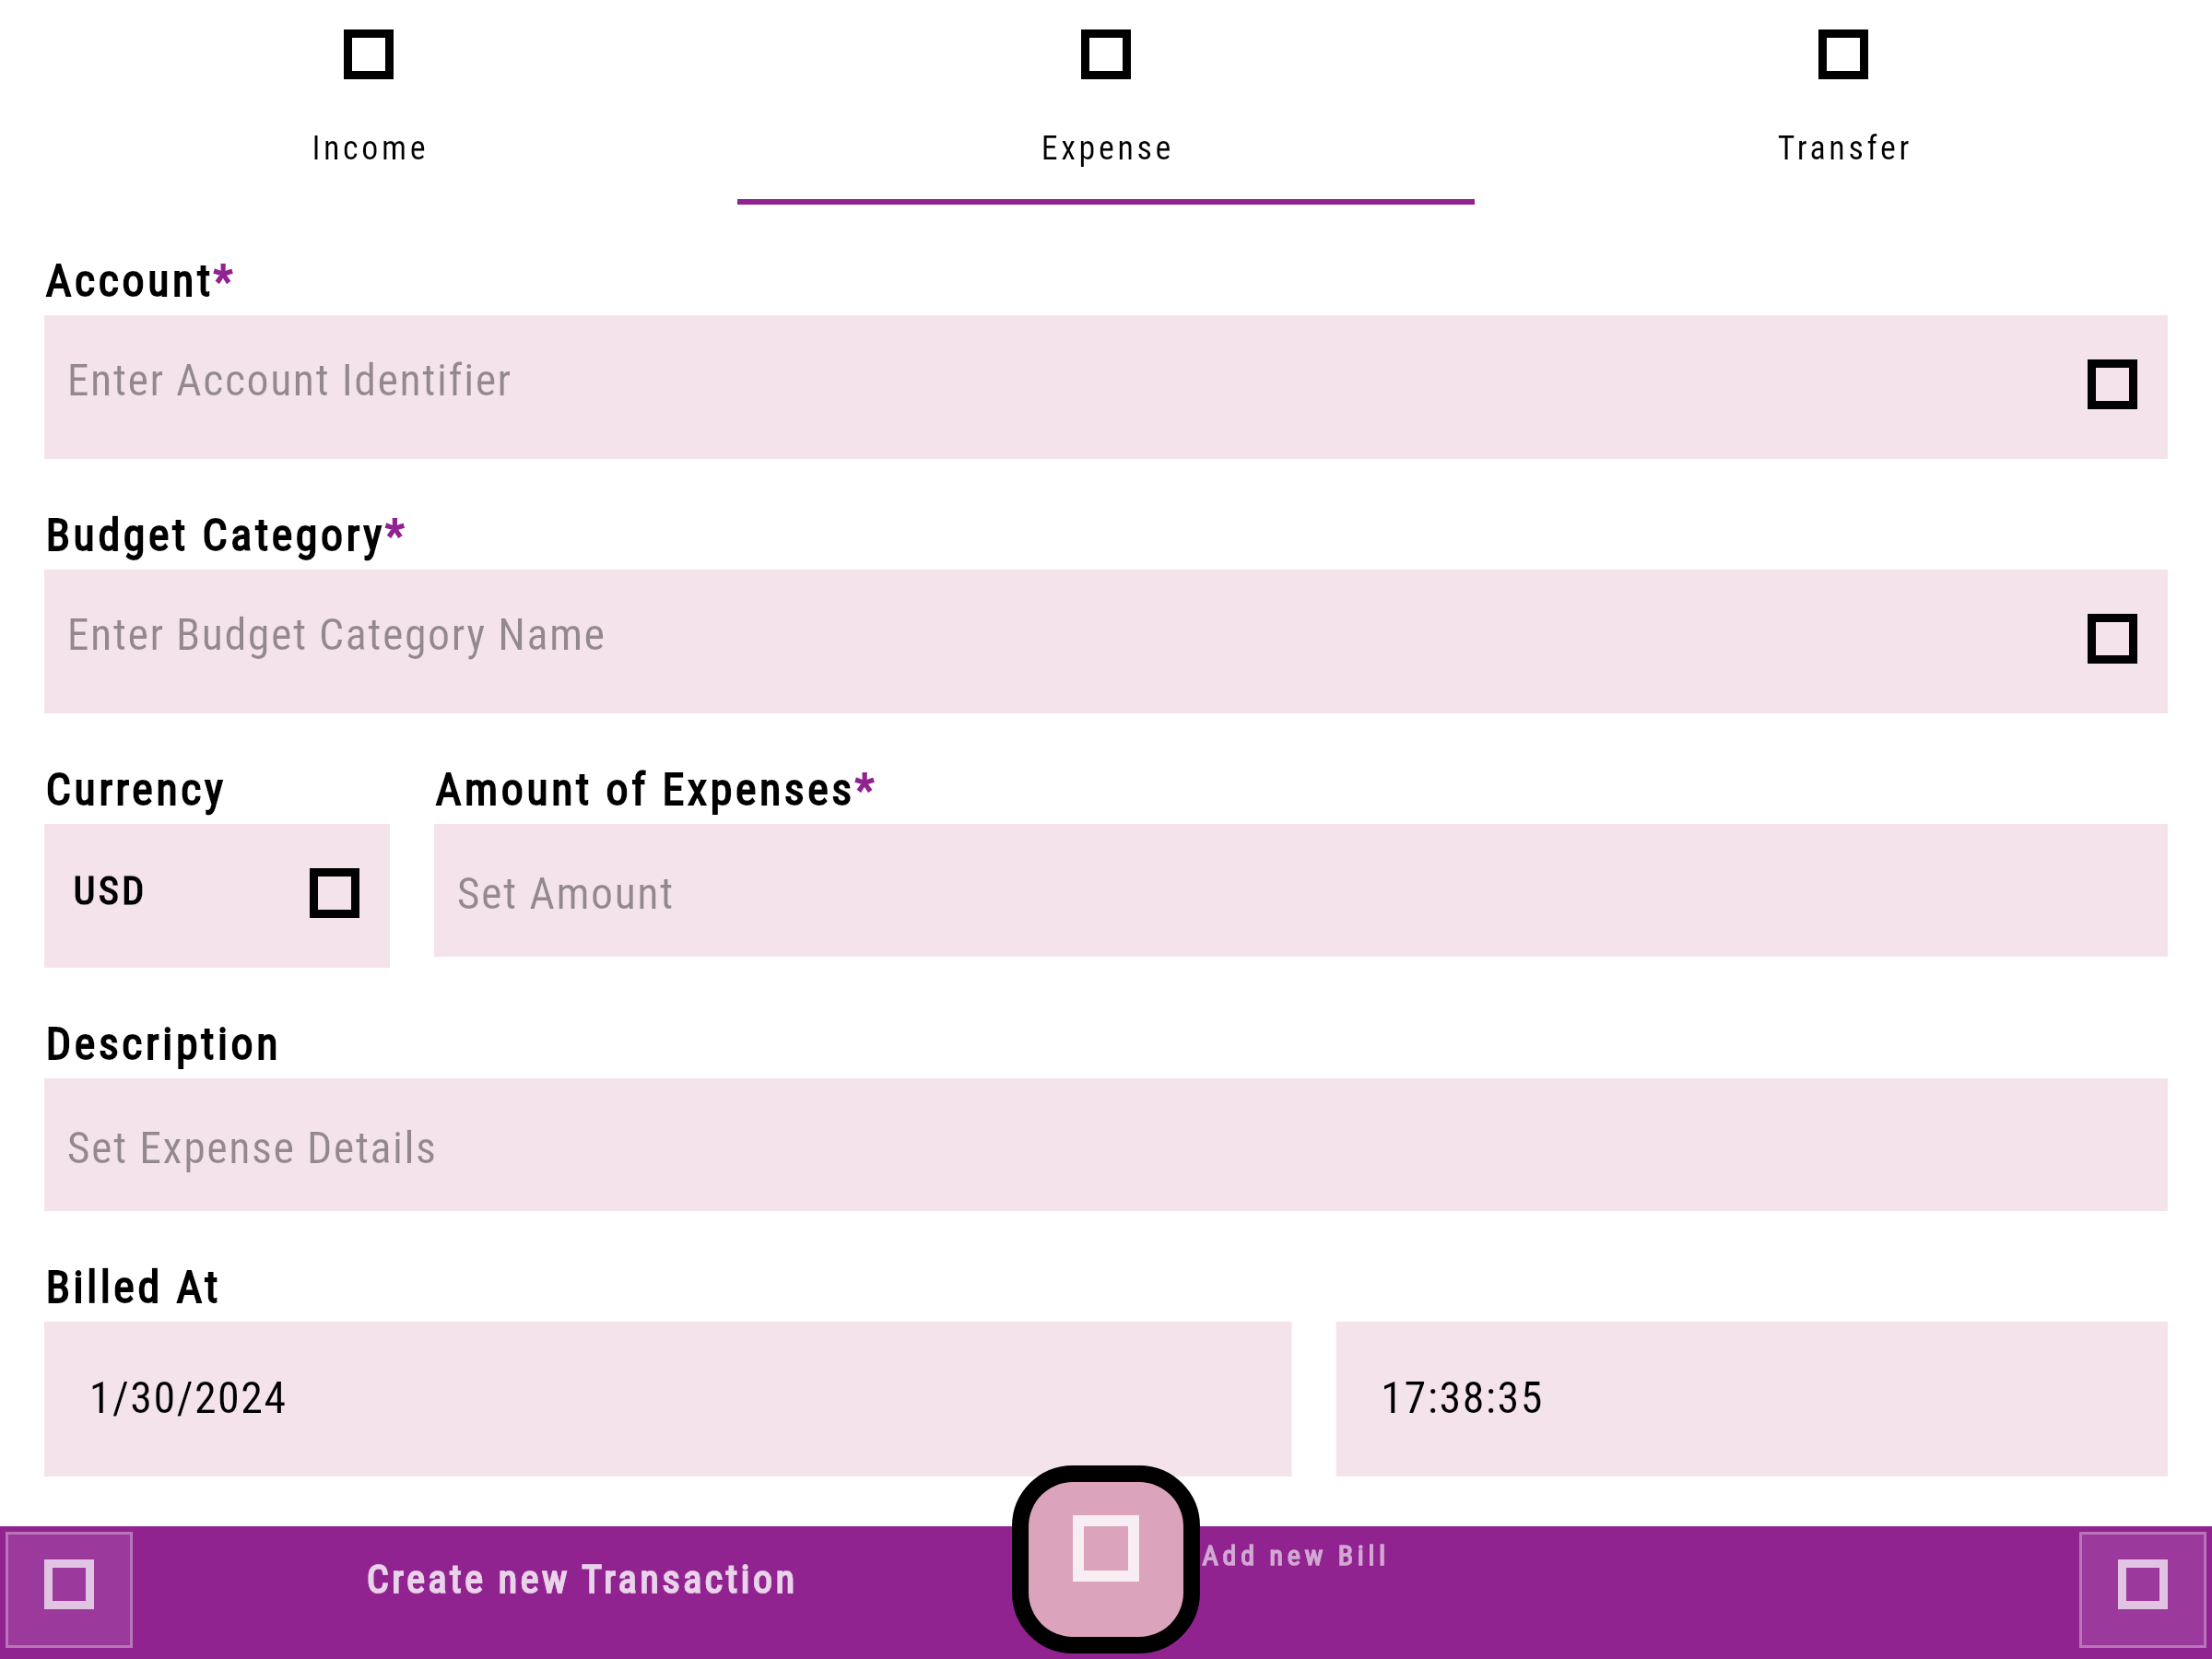 Income
Expense
Transfer
Account*
Enter Account Identifier
Budget Category*
Enter Budget Category Name
Currency
Amount of Expenses*
USD
Set Amount
Description
Set Expense Details
Billed At
1/30/2024
17:38:35
Create new Transaction
Add new Bill